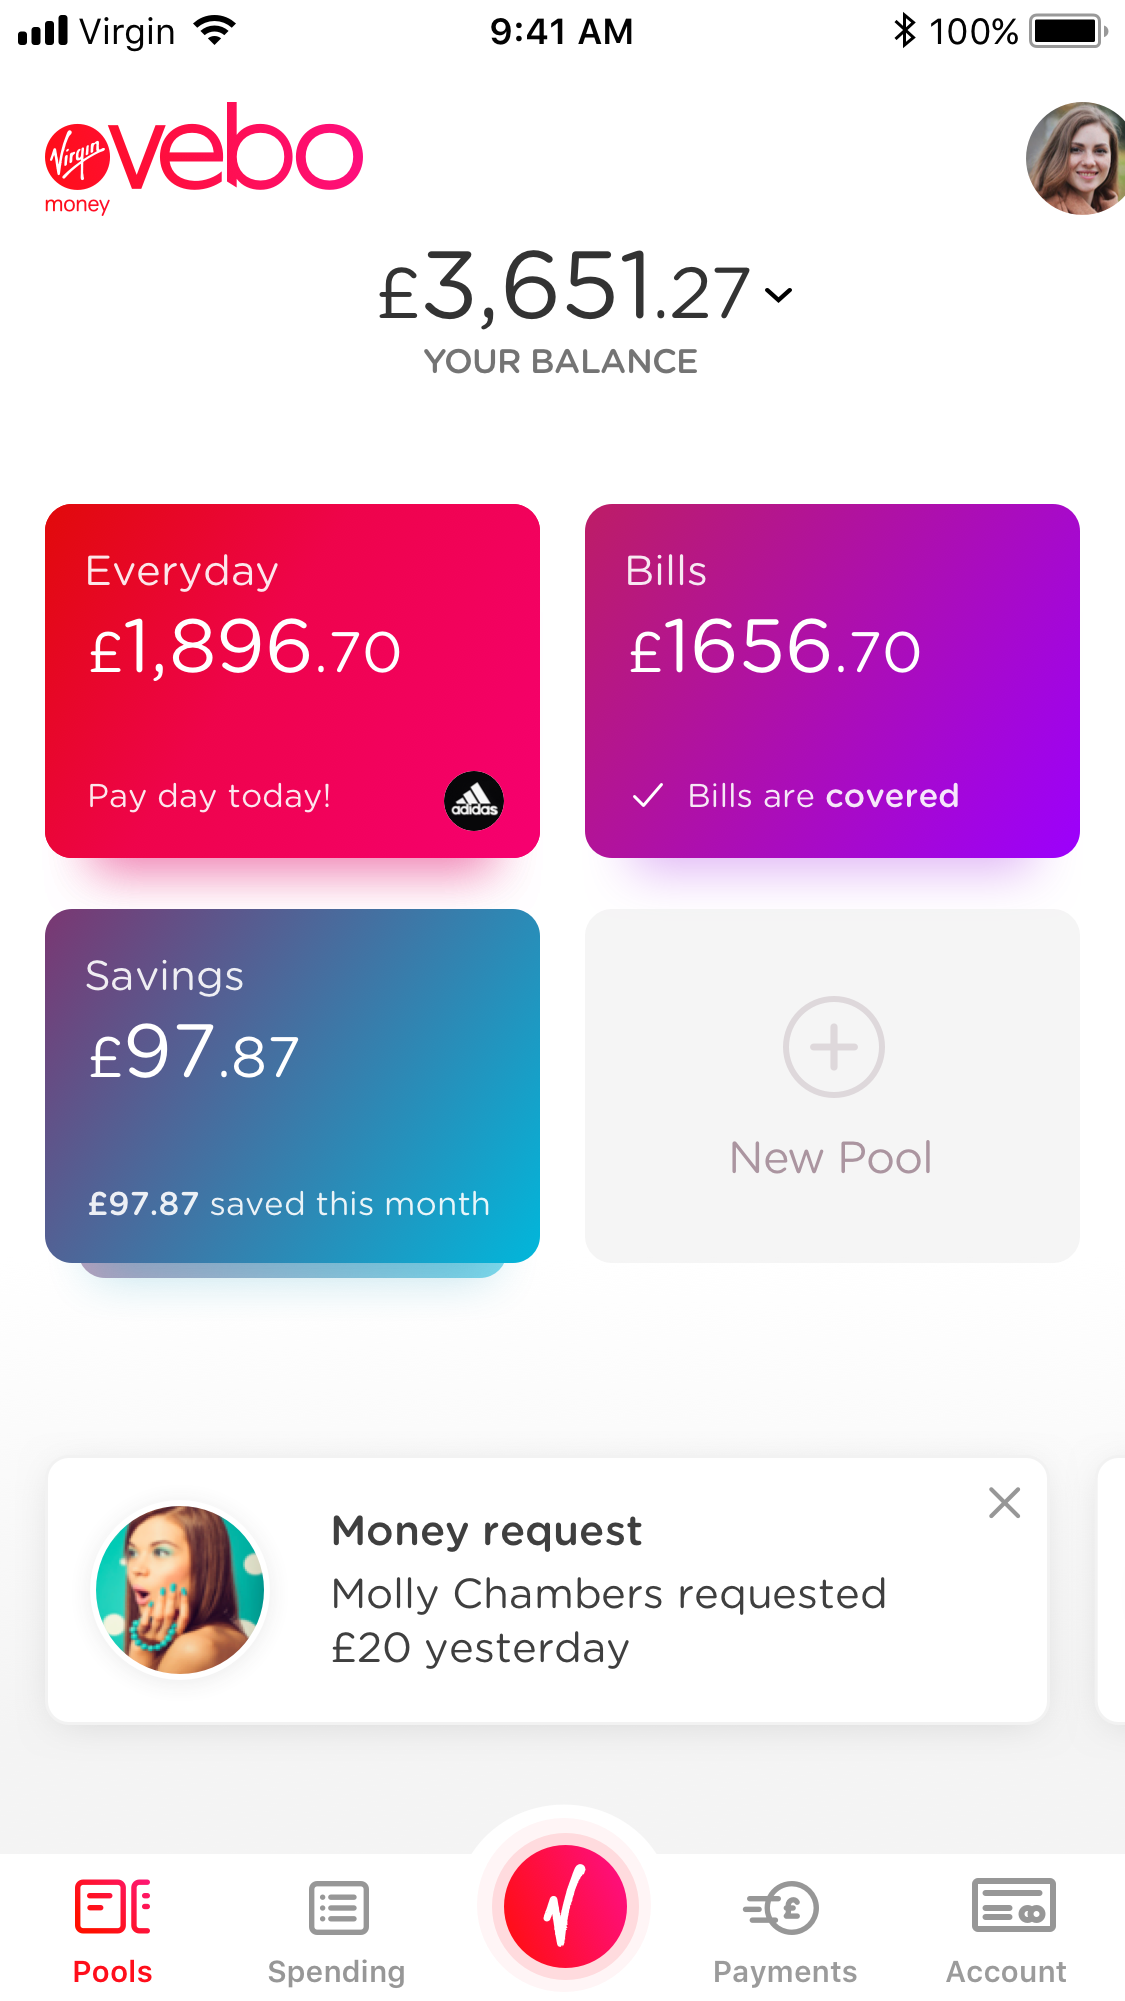 Virgin
9:41 AM
100%
Virgin vebo
money
£3,651.27
YOUR BALANCE
Everyday
£1,896.70
Pay day today!
adidas
Bills
£1656.70
Bills are covered
Savings
£97.87
£97.87 saved this month
New Pool
Money request
Molly Chambers requested
£20 yesterday
£
Pools
Spending
Payments
Account